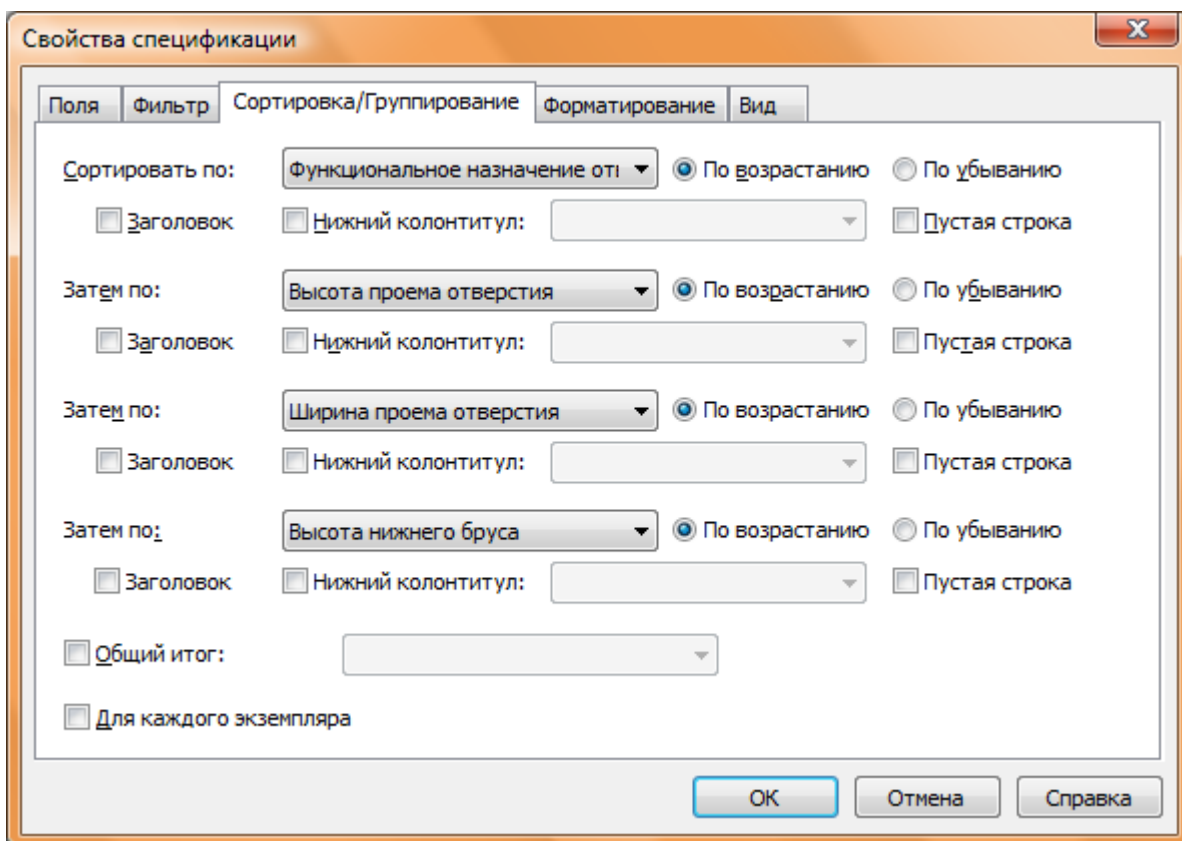 Свойства спецификации
Поля Фильтр Сортировка/Группирование Форматирование Вид
Сортировать по: Функциональное назначение отв По возрастанию По убыванию
Заголовок Нижний колонтитул: Пустая строка
Затем по: Высота проема отверстия По возрастанию По убыванию
Заголовок Нижний колонтитул: Пустая строка
Затем по: Ширина проема отверстия По возрастанию По убыванию
Заголовок Нижний колонтитул: Пустая строка
Затем по: Высота нижнего бруса По возрастанию По убыванию
Заголовок Нижний колонтитул: Пустая строка
Общий итог:
Для каждого экземпляра
ОК Отмена Справка